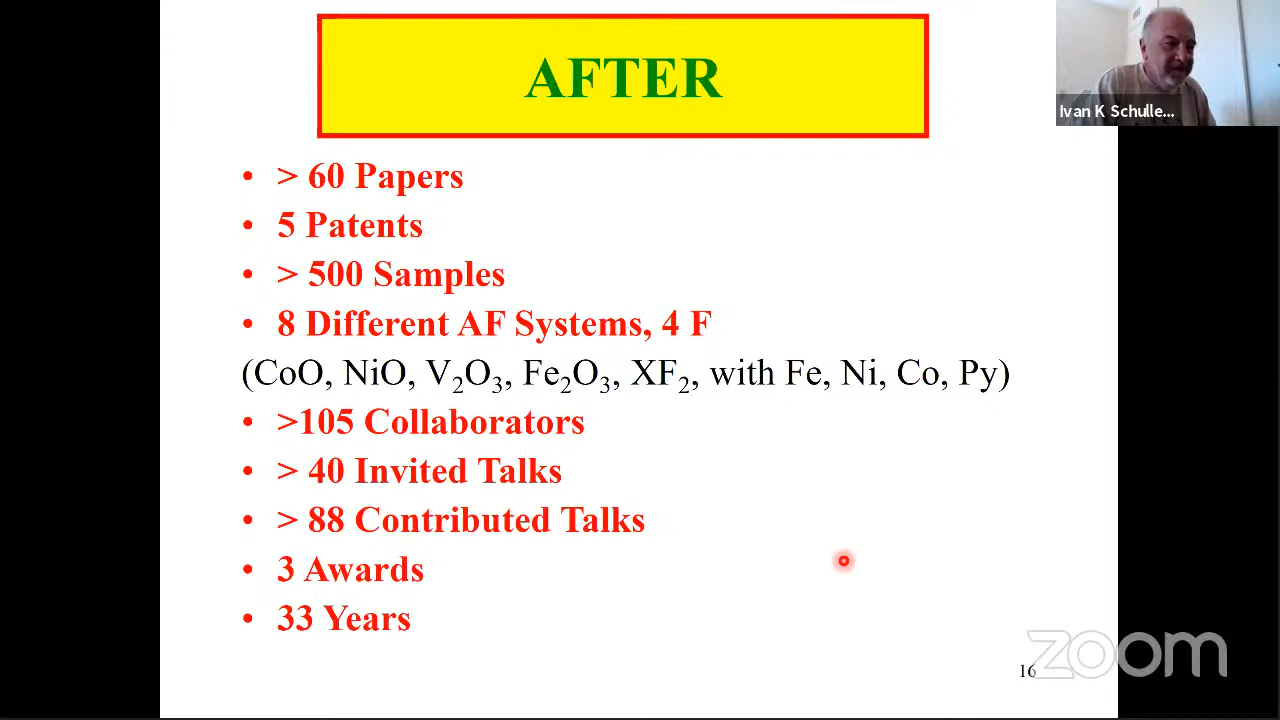 AFTER
Ivan K Schulle...
• > 60 Papers
• 5 Patents
• > 500 Samples
• 8 Different AF Systems, 4 F
(CoO, NiO, V₂O₃, Fe₂O₃, XF₂, with Fe, Ni, Co, Py)
• >105 Collaborators
• > 40 Invited Talks
• > 88 Contributed Talks
• 3 Awards
• 33 Years
16
zoom